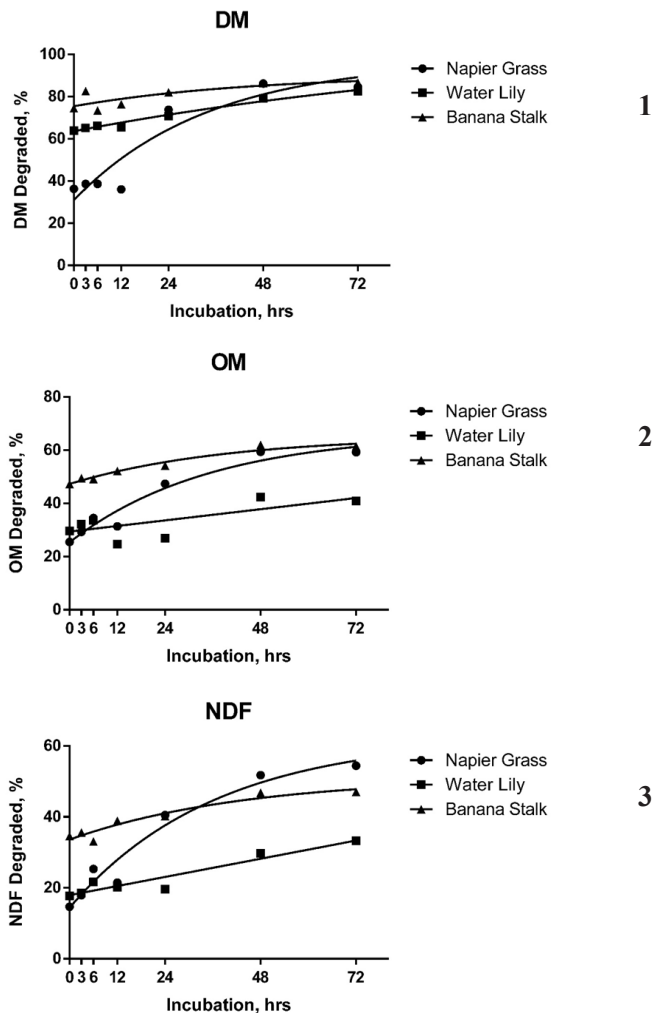 DM
100
80
60
40
20
0
DM Degraded, %
0 3 6 12 24 48 72
Incubation, hrs
Napier Grass
Water Lily
Banana Stalk
1
OM
80
60
40
20
0
OM Degraded, %
0 3 6 12 24 48 72
Incubation, hrs
Napier Grass
Water Lily
Banana Stalk
2
NDF
60
40
20
0
NDF Degraded, %
0 3 6 12 24 48 72
Incubation, hrs
Napier Grass
Water Lily
Banana Stalk
3